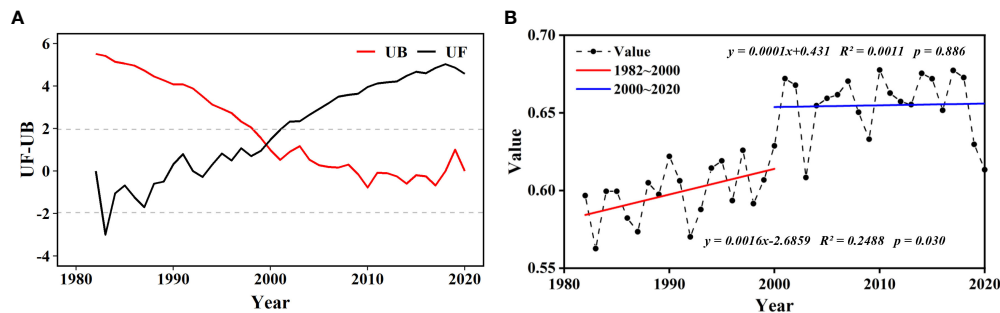 A
UF-UB
6
4
2
0
-2
-4
UB UF
1980 1990 2000 2010 2020
Year
B
Value
0.70
0.65
0.60
0.55
Value
1982~2000
2000~2020
y = 0.0001x+0.431 R² = 0.0011 p = 0.886
y = 0.0016x-2.6859 R² = 0.2488 p = 0.030
1980 1990 2000 2010 2020
Year